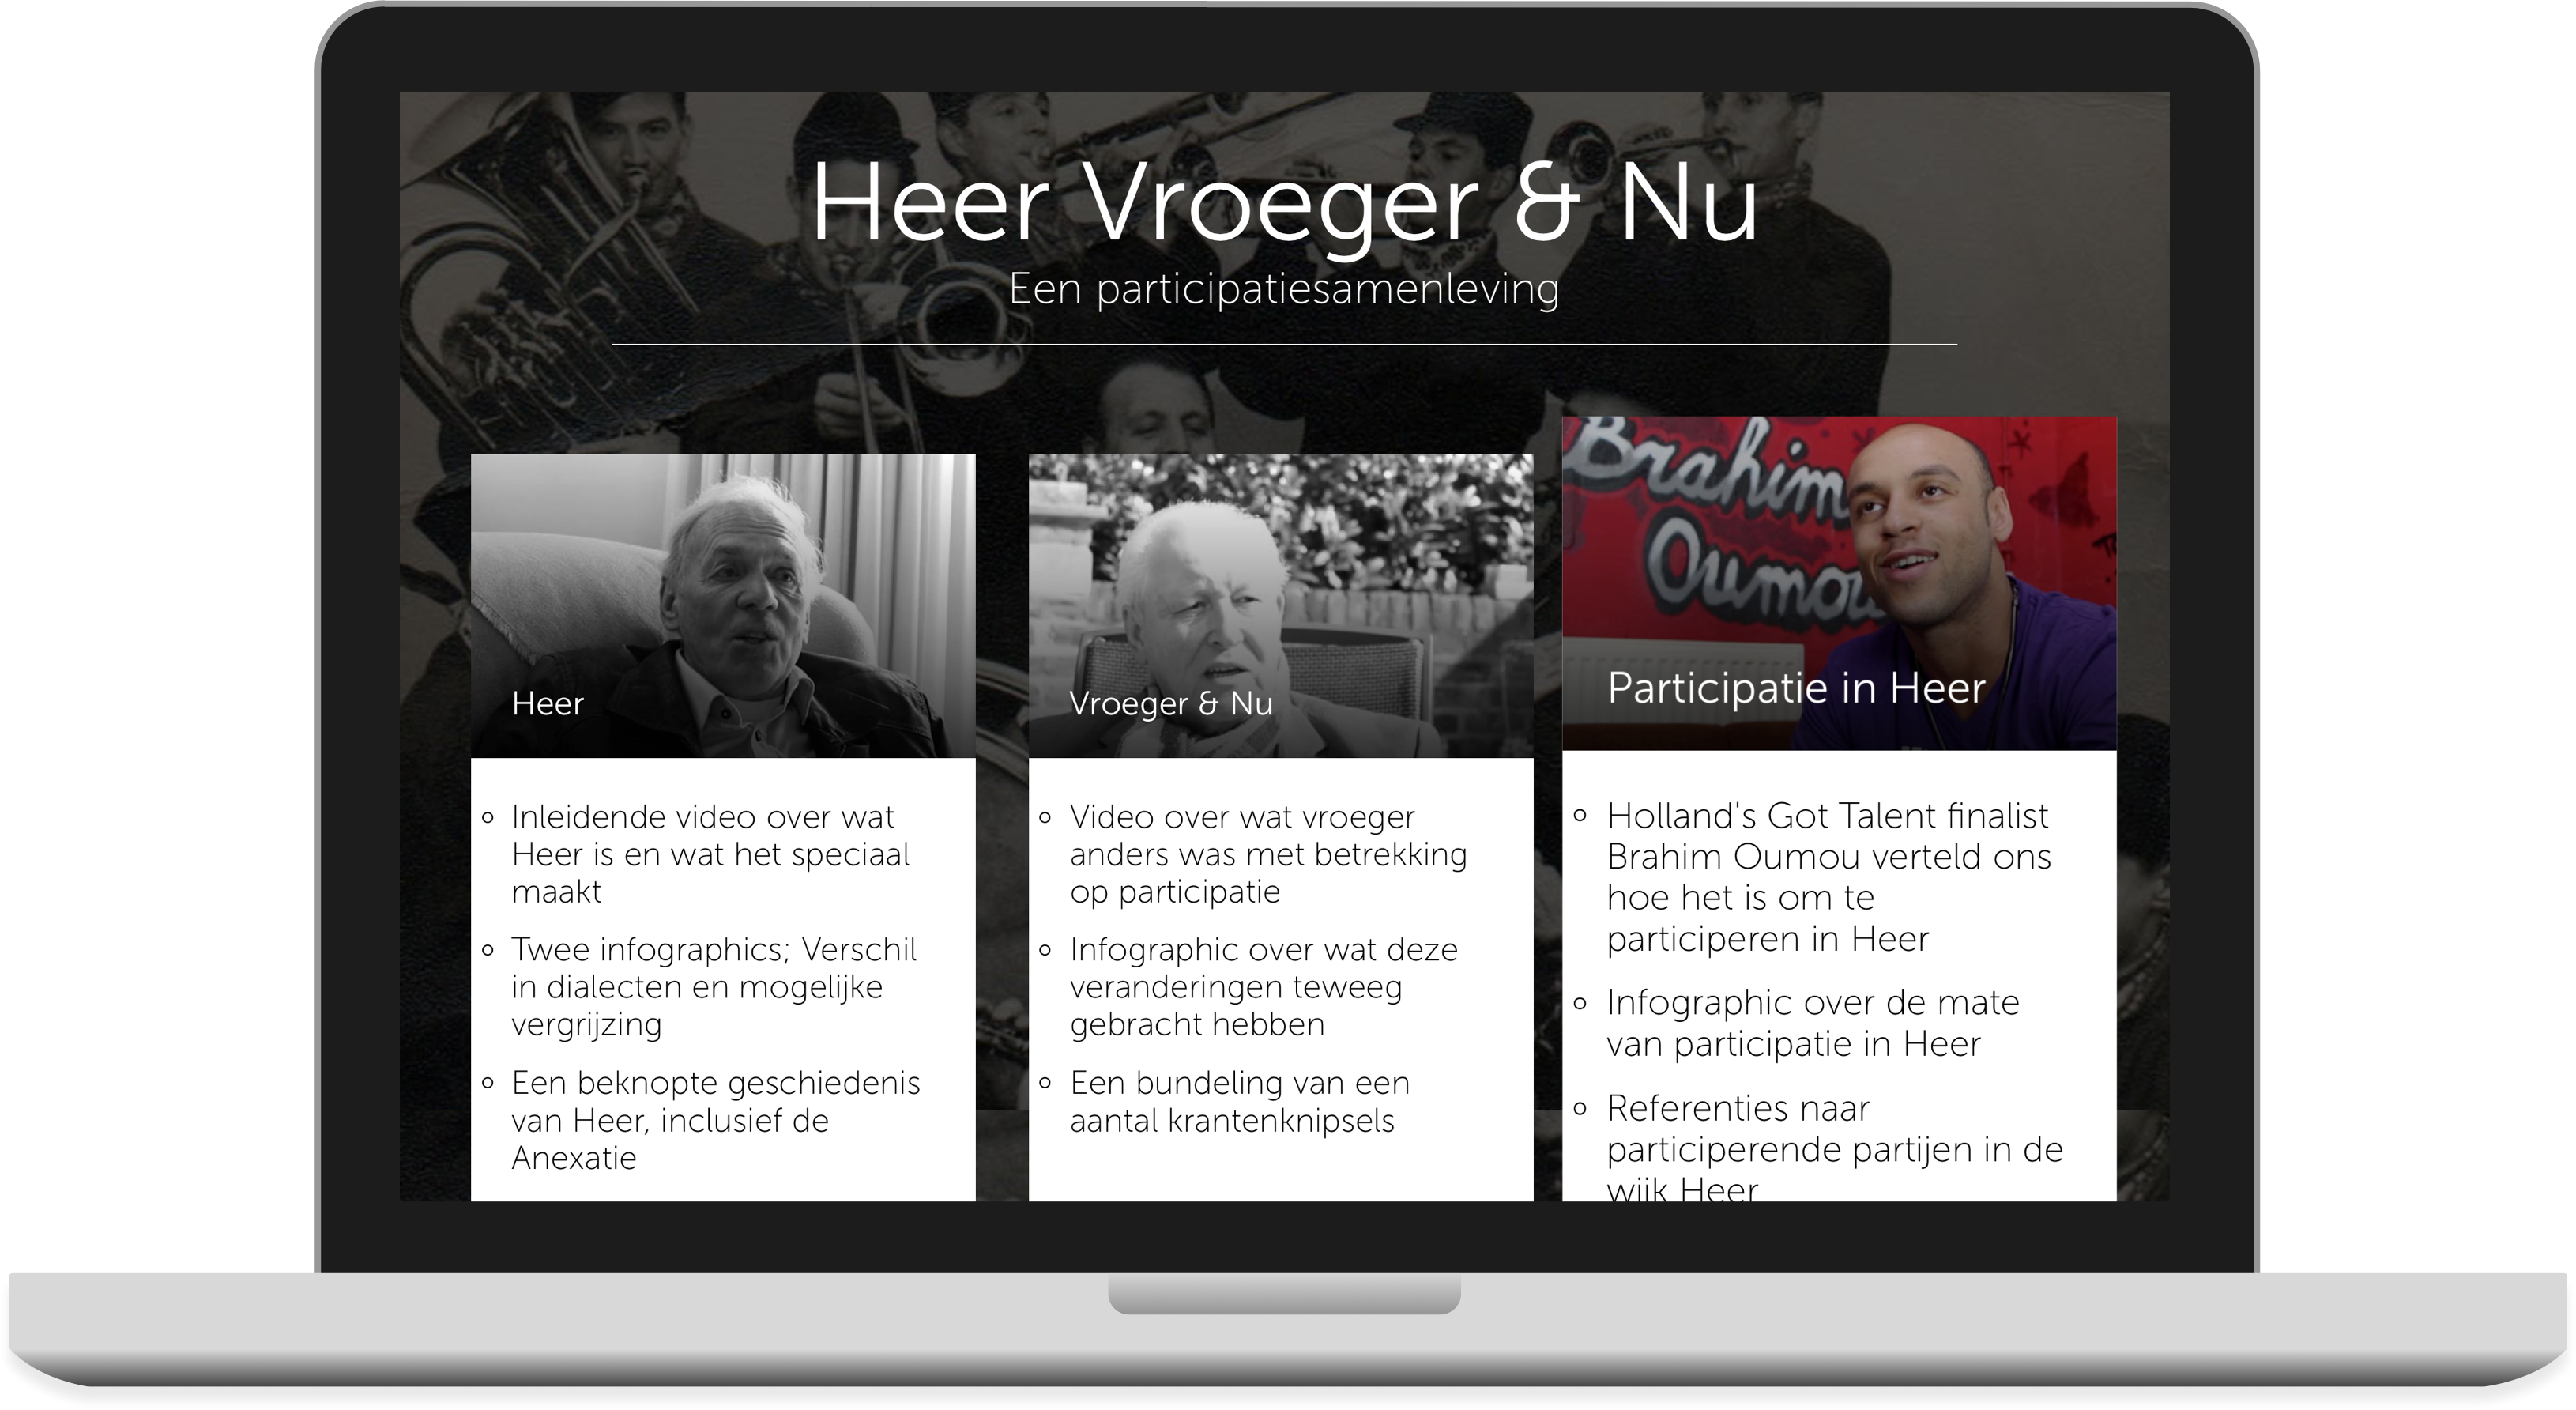 Heer Vroeger & Nu
Een participatiesamenleving
Heer
Inleidende video over wat
Heer is en wat het speciaal
maakt
Twee infographics; Verschil
in dialecten en mogelijke
vergrijzing
Een beknopte geschiedenis
van Heer, inclusief de
Anexatie
Vroeger & Nu
Video over wat vroeger
anders was met betrekking
op participatie
Infographic over wat deze
veranderingen teweeg
gebracht hebben
Een bundeling van een
aantal krantenknipsels
Brahim
Oumou
Participatie in Heer
Holland's Got Talent finalist
Brahim Oumou verteld ons
hoe het is om te
participeren in Heer
Infographic over de mate
van participatie in Heer
Referenties naar
participerende partijen in de
wijk Heer